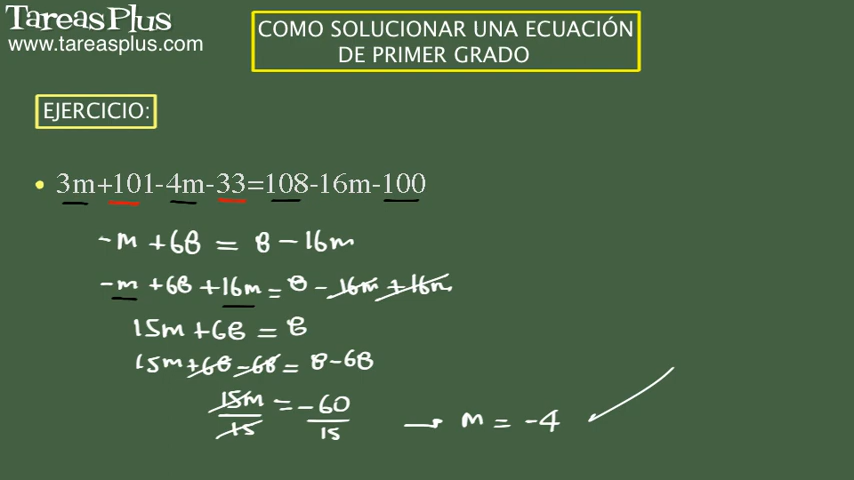 TareasPlus
www.tareasplus.com
COMO SOLUCIONAR UNA ECUACIÓN
DE PRIMER GRADO
EJERCICIO:
• 3m+101-4m-33=108-16m-100
-m +68 = 8 -16m
-m +68 +16m = 8 -16m +16m
15m +68 = 8
15m +68 -68 = 8 -68
15m/15 = -60/15 → m = -4